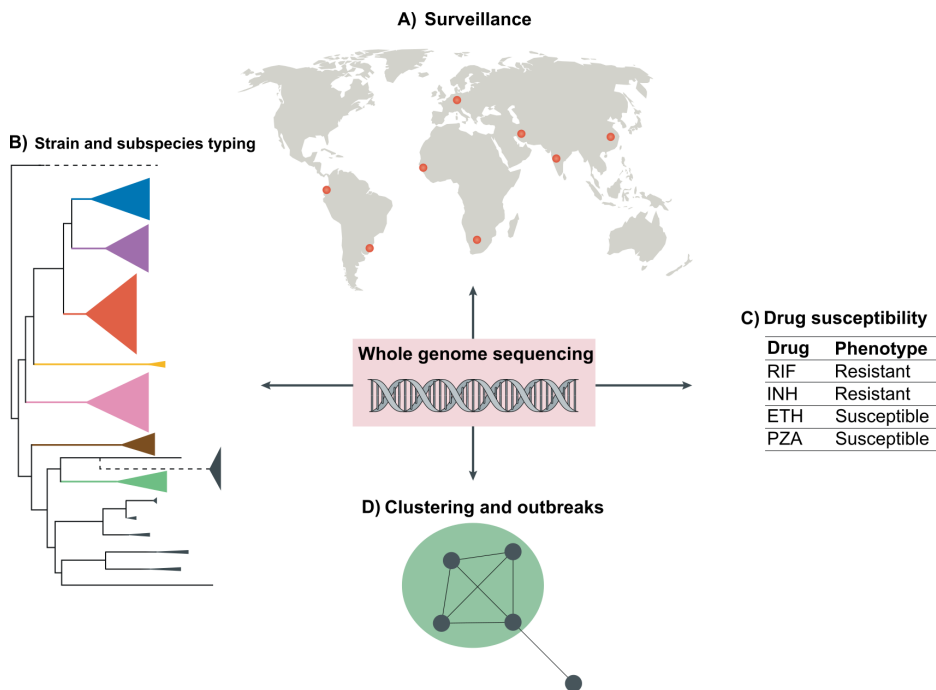 A) Surveillance
B) Strain and subspecies typing
Whole genome sequencing
C) Drug susceptibility
Drug Phenotype
RIF Resistant
INH Resistant
ETH Susceptible
PZA Susceptible
D) Clustering and outbreaks